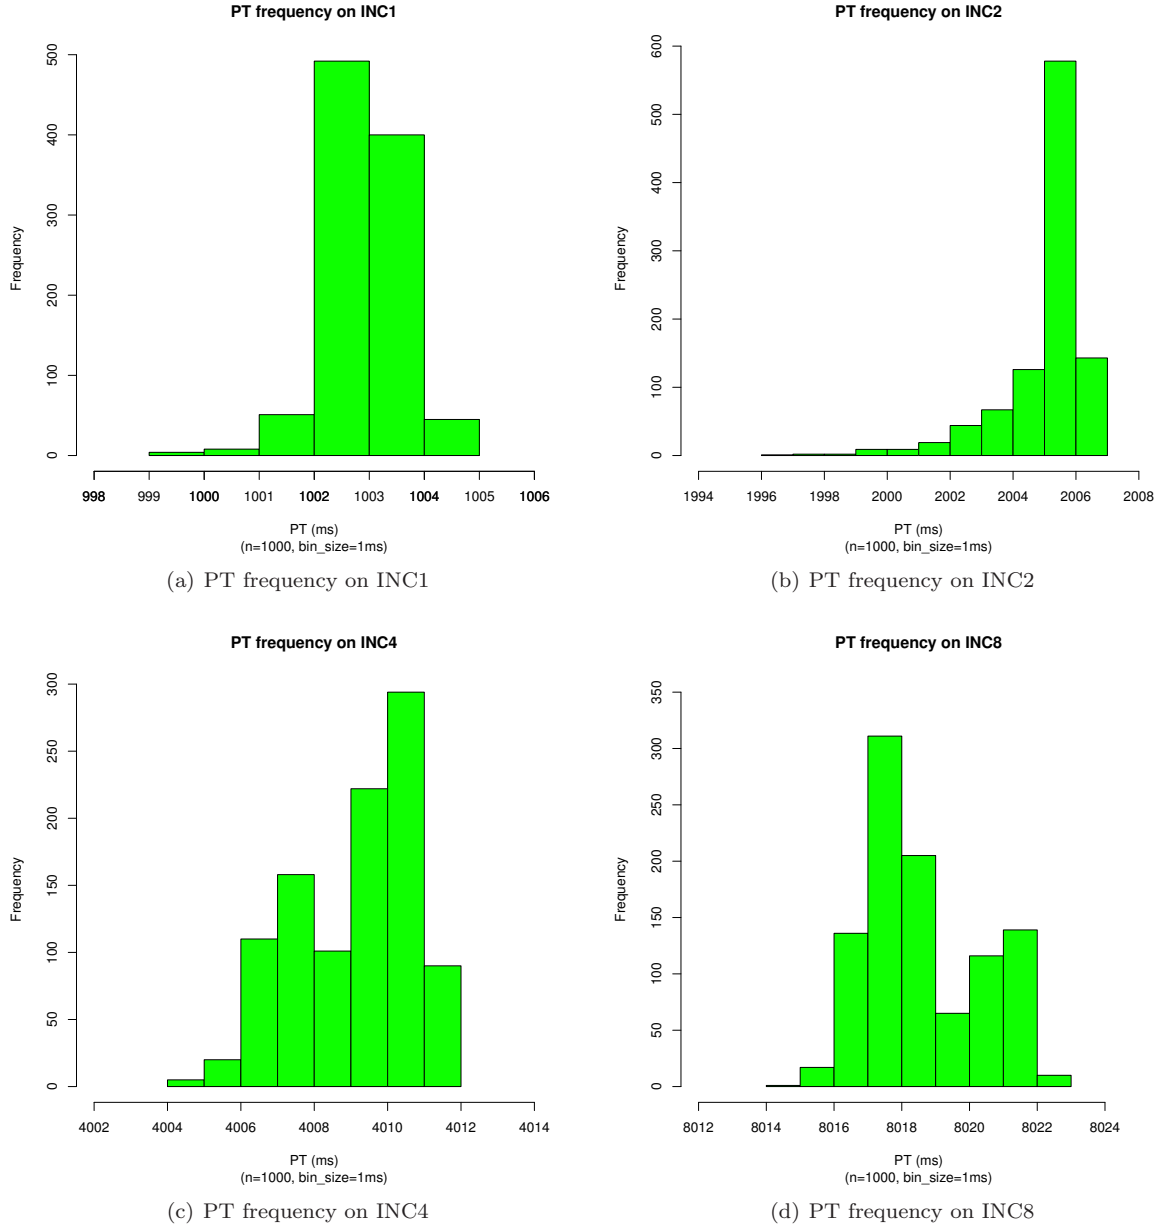 PT frequency on INC1
Frequency
0 100 200 300 400 500
998 999 1000 1001 1002 1003 1004 1005 1006
PT (ms)
(n=1000, bin_size=1ms)
(a) PT frequency on INC1
PT frequency on INC2
Frequency
0 100 200 300 400 500 600
1994 1996 1998 2000 2002 2004 2006 2008
PT (ms)
(n=1000, bin_size=1ms)
(b) PT frequency on INC2
PT frequency on INC4
Frequency
0 50 100 150 200 250 300
4002 4004 4006 4008 4010 4012 4014
PT (ms)
(n=1000, bin_size=1ms)
(c) PT frequency on INC4
PT frequency on INC8
Frequency
0 50 100 150 200 250 300 350
8012 8014 8016 8018 8020 8022 8024
PT (ms)
(n=1000, bin_size=1ms)
(d) PT frequency on INC8